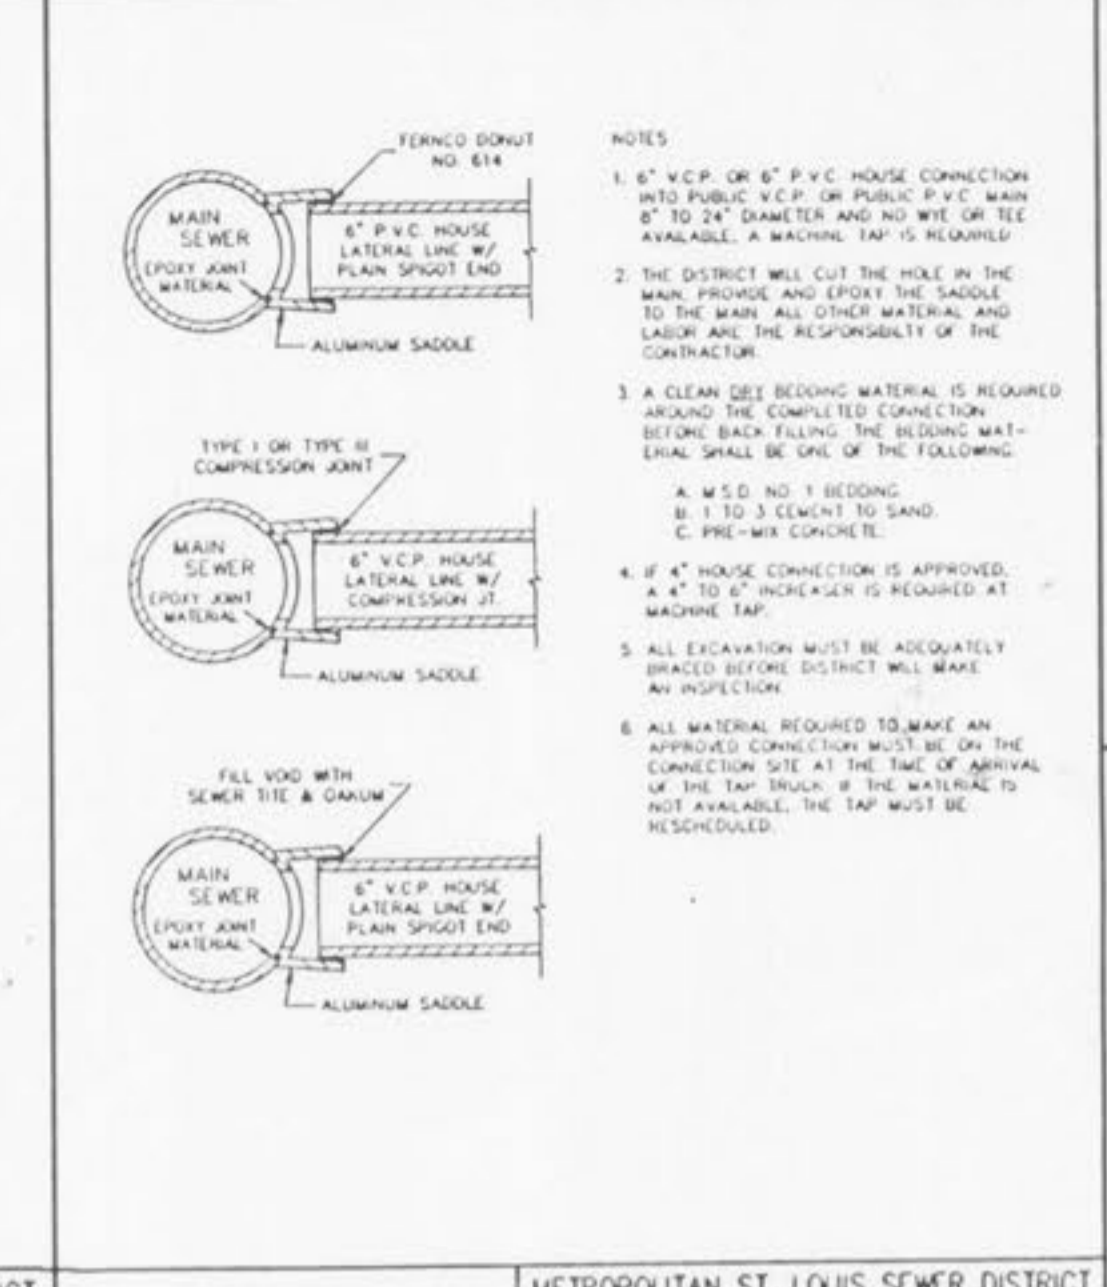 FERNCO DONUT
NO. 614
MAIN
SEWER
EPOXY JOINT
MATERIAL
6" P.V.C. HOUSE
LATERAL LINE W/
PLAIN SPIGOT END
ALUMINUM SADDLE
TYPE I OR TYPE III
COMPRESSION JOINT
MAIN
SEWER
EPOXY JOINT
MATERIAL
6" V.C.P. HOUSE
LATERAL LINE W/
COMPRESSION JT.
ALUMINUM SADDLE
FILL VOID WITH
SEWER TITE & OAKUM
MAIN
SEWER
EPOXY JOINT
MATERIAL
6" V.C.P. HOUSE
LATERAL LINE W/
PLAIN SPIGOT END
ALUMINUM SADDLE
NOTES
1. 6" V.C.P. OR 6" P.V.C. HOUSE CONNECTION
INTO PUBLIC V.C.P. OR PUBLIC P.V.C. MAIN
8" TO 24" DIAMETER AND NO WYE OR TEE
AVAILABLE, A MACHINE TAP IS REQUIRED
2. THE DISTRICT WILL CUT THE HOLE IN THE
MAIN, PROVIDE AND EPOXY THE SADDLE
TO THE MAIN. ALL OTHER MATERIAL AND
LABOR ARE THE RESPONSIBILTY OF THE
CONTRACTOR.
3. A CLEAN DRY BEDDING MATERIAL IS REQUIRED
AROUND THE COMPLETED CONNECTION
BEFORE BACK FILLING. THE BEDDING MAT-
ERIAL SHALL BE ONE OF THE FOLLOWING:
A. M.S.D. NO. 1 BEDDING
B. 1 TO 3 CEMENT TO SAND.
C. PRE-MIX CONCRETE.
4. IF 4" HOUSE CONNECTION IS APPROVED,
A 4" TO 6" INCREASER IS REQUIRED AT
MACHINE TAP.
5. ALL EXCAVATION MUST BE ADEQUATELY
BRACED BEFORE DISTRICT WILL MAKE
AN INSPECTION.
6. ALL MATERIAL REQUIRED TO MAKE AN
APPROVED CONNECTION MUST BE ON THE
CONNECTION SITE AT THE TIME OF ARRIVAL
OF THE TAP TRUCK. IF THE MATERIAL IS
NOT AVAILABLE, THE TAP MUST BE
RESCHEDULED.
METROPOLITAN ST. LOUIS SEWER DISTRICT